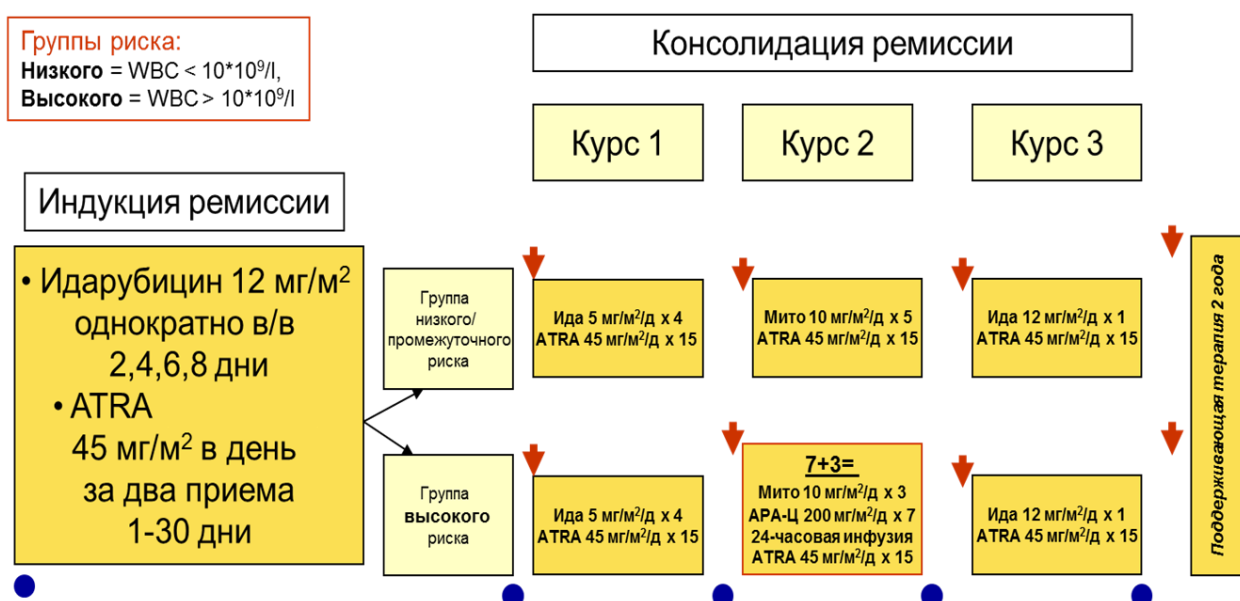 Группы риска:
Низкого = WBC < 10*10⁹/l,
Высокого = WBC > 10*10⁹/l
Консолидация ремиссии
Курс 1
Курс 2
Курс 3
Индукция ремиссии
• Идарубицин 12 мг/м²
однократно в/в
2,4,6,8 дни
• ATRA
45 мг/м² в день
за два приема
1-30 дни
Группа
низкого/
промежуточного
риска
Ида 5 мг/м²/д х 4
ATRA 45 мг/м²/д х 15
Мито 10 мг/м²/д х 5
ATRA 45 мг/м²/д х 15
Ида 12 мг/м²/д х 1
ATRA 45 мг/м²/д х 15
Группа
высокого
риска
Ида 5 мг/м²/д х 4
ATRA 45 мг/м²/д х 15
7+3=
Мито 10 мг/м²/д х 3
АРА-Ц 200 мг/м²/д х 7
24-часовая инфузия
ATRA 45 мг/м²/д х 15
Ида 12 мг/м²/д х 1
ATRA 45 мг/м²/д х 15
Поддерживающая терапия 2 года